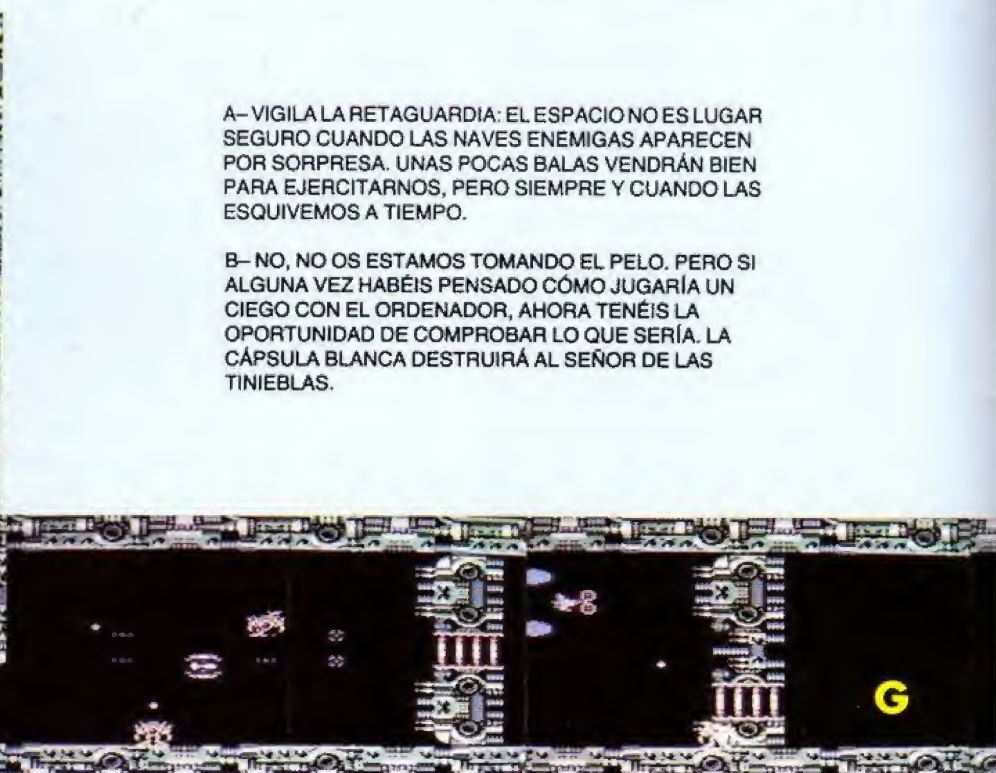 A– VIGILA LA RETAGUARDIA: EL ESPACIO NO ES LUGAR
SEGURO CUANDO LAS NAVES ENEMIGAS APARECEN
POR SORPRESA. UNAS POCAS BALAS VENDRÁN BIEN
PARA EJERCITARNOS, PERO SIEMPRE Y CUANDO LAS
ESQUIVEMOS A TIEMPO.
B– NO, NO OS ESTAMOS TOMANDO EL PELO. PERO SI
ALGUNA VEZ HABÉIS PENSADO CÓMO JUGARÍA UN
CIEGO CON EL ORDENADOR, AHORA TENÉIS LA
OPORTUNIDAD DE COMPROBAR LO QUE SERÍA. LA
CÁPSULA BLANCA DESTRUIRÁ AL SEÑOR DE LAS
TINIEBLAS.
G